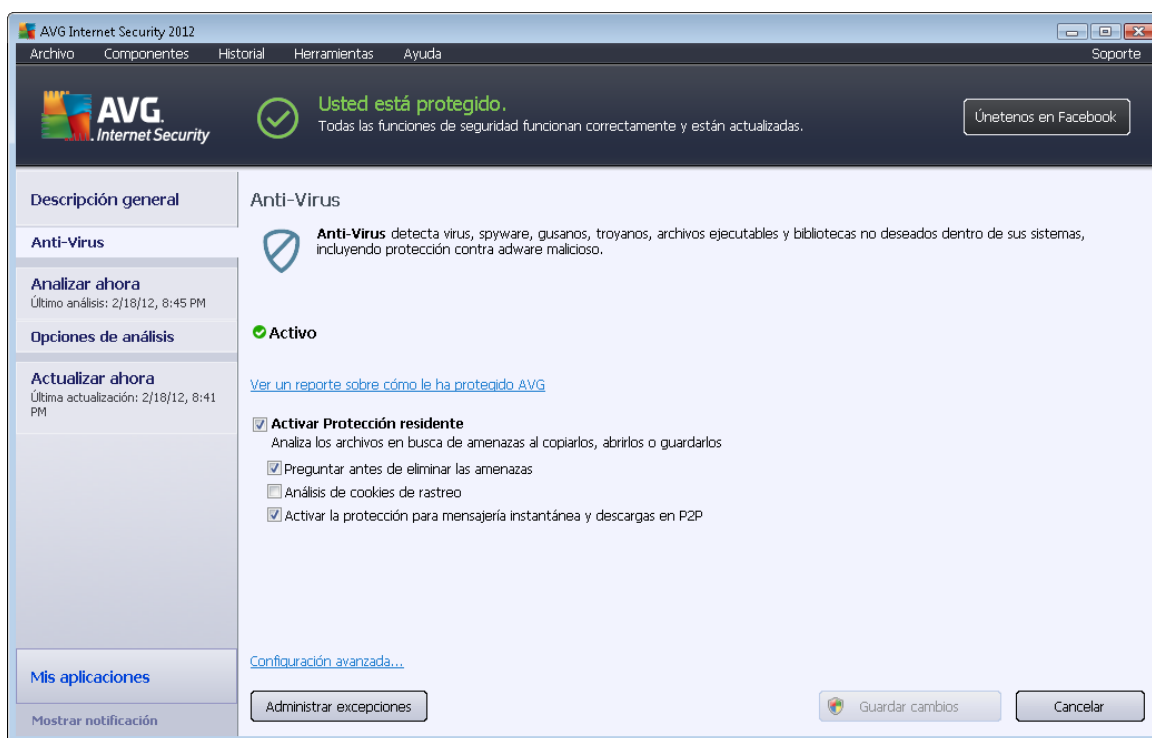 AVG Internet Security 2012
Archivo Componentes Historial Herramientas Ayuda Soporte
AVG.
Internet Security
Usted está protegido.
Todas las funciones de seguridad funcionan correctamente y están actualizadas.
Únetenos en Facebook
Descripción general
Anti-Virus
Analizar ahora
Último análisis: 2/18/12, 8:45 PM
Opciones de análisis
Actualizar ahora
Última actualización: 2/18/12, 8:41
PM
Mis aplicaciones
Mostrar notificación
Anti-Virus
Anti-Virus detecta virus, spyware, gusanos, troyanos, archivos ejecutables y bibliotecas no deseados dentro de sus sistemas,
incluyendo protección contra adware malicioso.
Activo
Ver un reporte sobre cómo le ha protegido AVG
Activar Protección residente
Analiza los archivos en busca de amenazas al copiarlos, abrirlos o guardarlos
Preguntar antes de eliminar las amenazas
Análisis de cookies de rastreo
Activar la protección para mensajería instantánea y descargas en P2P
Configuración avanzada...
Administrar excepciones
Guardar cambios
Cancelar